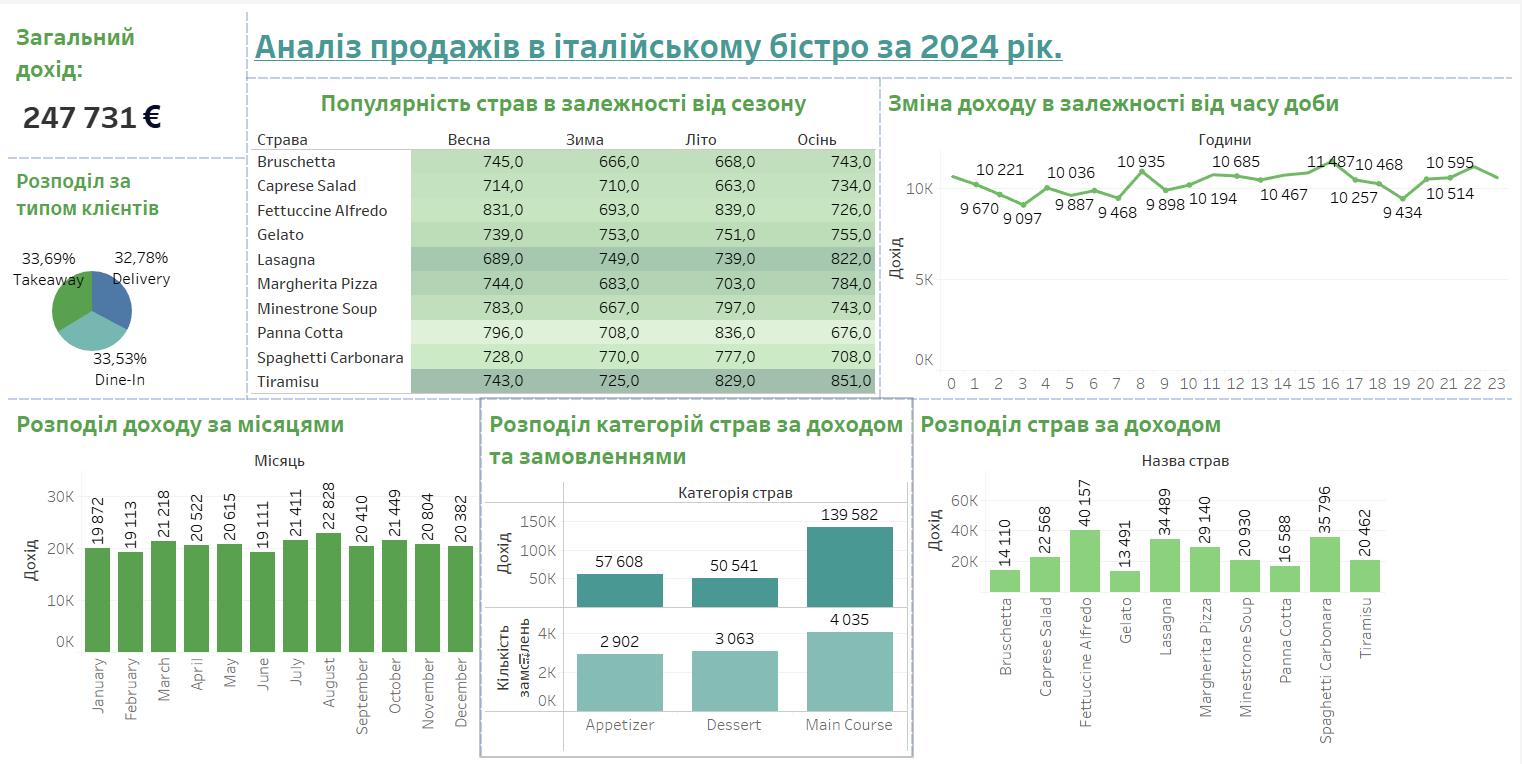 Загальний
дохід:
247 731 €
Розподіл за
типом клієнтів
33,69%
Takeaway
32,78%
Delivery
33,53%
Dine-In
Аналіз продажів в італійському бістро за 2024 рік.
Популярність страв в залежності від сезону
Страва Весна Зима Літо Осінь
Bruschetta 745,0 666,0 668,0 743,0
Caprese Salad 714,0 710,0 663,0 734,0
Fettuccine Alfredo 831,0 693,0 839,0 726,0
Gelato 739,0 753,0 751,0 755,0
Lasagna 689,0 749,0 739,0 822,0
Margherita Pizza 744,0 683,0 703,0 784,0
Minestrone Soup 783,0 667,0 797,0 743,0
Panna Cotta 796,0 708,0 836,0 676,0
Spaghetti Carbonara 728,0 770,0 777,0 708,0
Tiramisu 743,0 725,0 829,0 851,0
Зміна доходу в залежності від часу доби
Години
Дохід
10K
5K
0K
10 221 9 670 9 097 10 036 9 887 9 468 10 935 9 898 10 194 10 685 10 467 11 487 10 257 10 468 9 434 10 514 10 595
0 1 2 3 4 5 6 7 8 9 10 11 12 13 14 15 16 17 18 19 20 21 22 23
Розподіл доходу за місяцями
Місяць
Дохід
30K
20K
10K
0K
19 872 19 113 21 218 20 522 20 615 19 111 21 411 22 828 20 410 21 449 20 804 20 382
January February March April May June July August September October November December
Розподіл категорій страв за доходом
та замовленнями
Категорія страв
Дохід
150K
100K
50K
57 608 50 541 139 582
Кількість
замовлень
4K
2K
0K
2 902 3 063 4 035
Appetizer Dessert Main Course
Розподіл страв за доходом
Назва страв
Дохід
60K
40K
20K
14 110 22 568 40 157 13 491 34 489 29 140 20 930 16 588 35 796 20 462
Bruschetta Caprese Salad Fettuccine Alfredo Gelato Lasagna Margherita Pizza Minestrone Soup Panna Cotta Spaghetti Carbonara Tiramisu